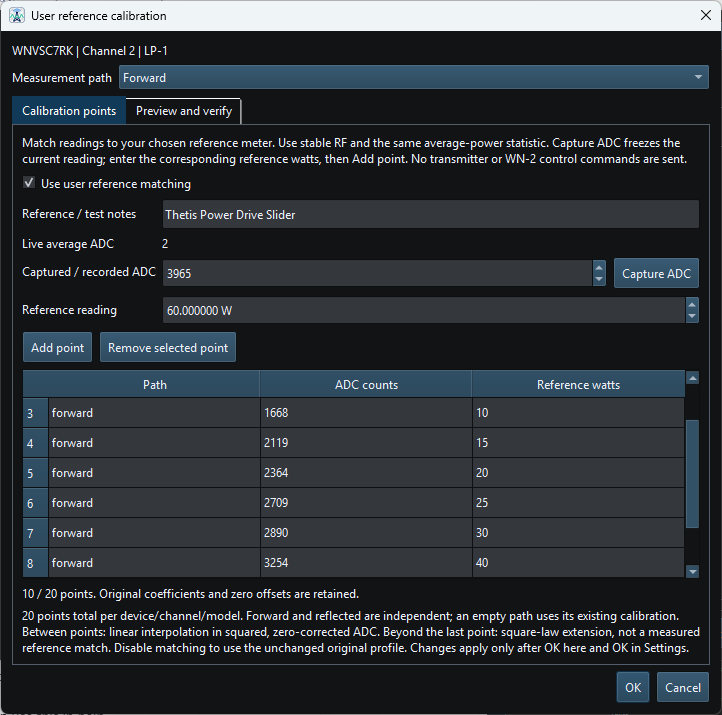 User reference calibration
WNVSC7RK | Channel 2 | LP-1
Measurement path Forward
Calibration points Preview and verify
Match readings to your chosen reference meter. Use stable RF and the same average-power statistic. Capture ADC freezes the
current reading; enter the corresponding reference watts, then Add point. No transmitter or WN-2 control commands are sent.
Use user reference matching
Reference / test notes Thetis Power Drive Slider
Live average ADC 2
Captured / recorded ADC 3965 Capture ADC
Reference reading 60.000000 W
Add point Remove selected point
Path ADC counts Reference watts
3 forward 1668 10
4 forward 2119 15
5 forward 2364 20
6 forward 2709 25
7 forward 2890 30
8 forward 3254 40
10 / 20 points. Original coefficients and zero offsets are retained.
20 points total per device/channel/model. Forward and reflected are independent; an empty path uses its existing calibration.
Between points: linear interpolation in squared, zero-corrected ADC. Beyond the last point: square-law extension, not a measured
reference match. Disable matching to use the unchanged original profile. Changes apply only after OK here and OK in Settings.
OK Cancel